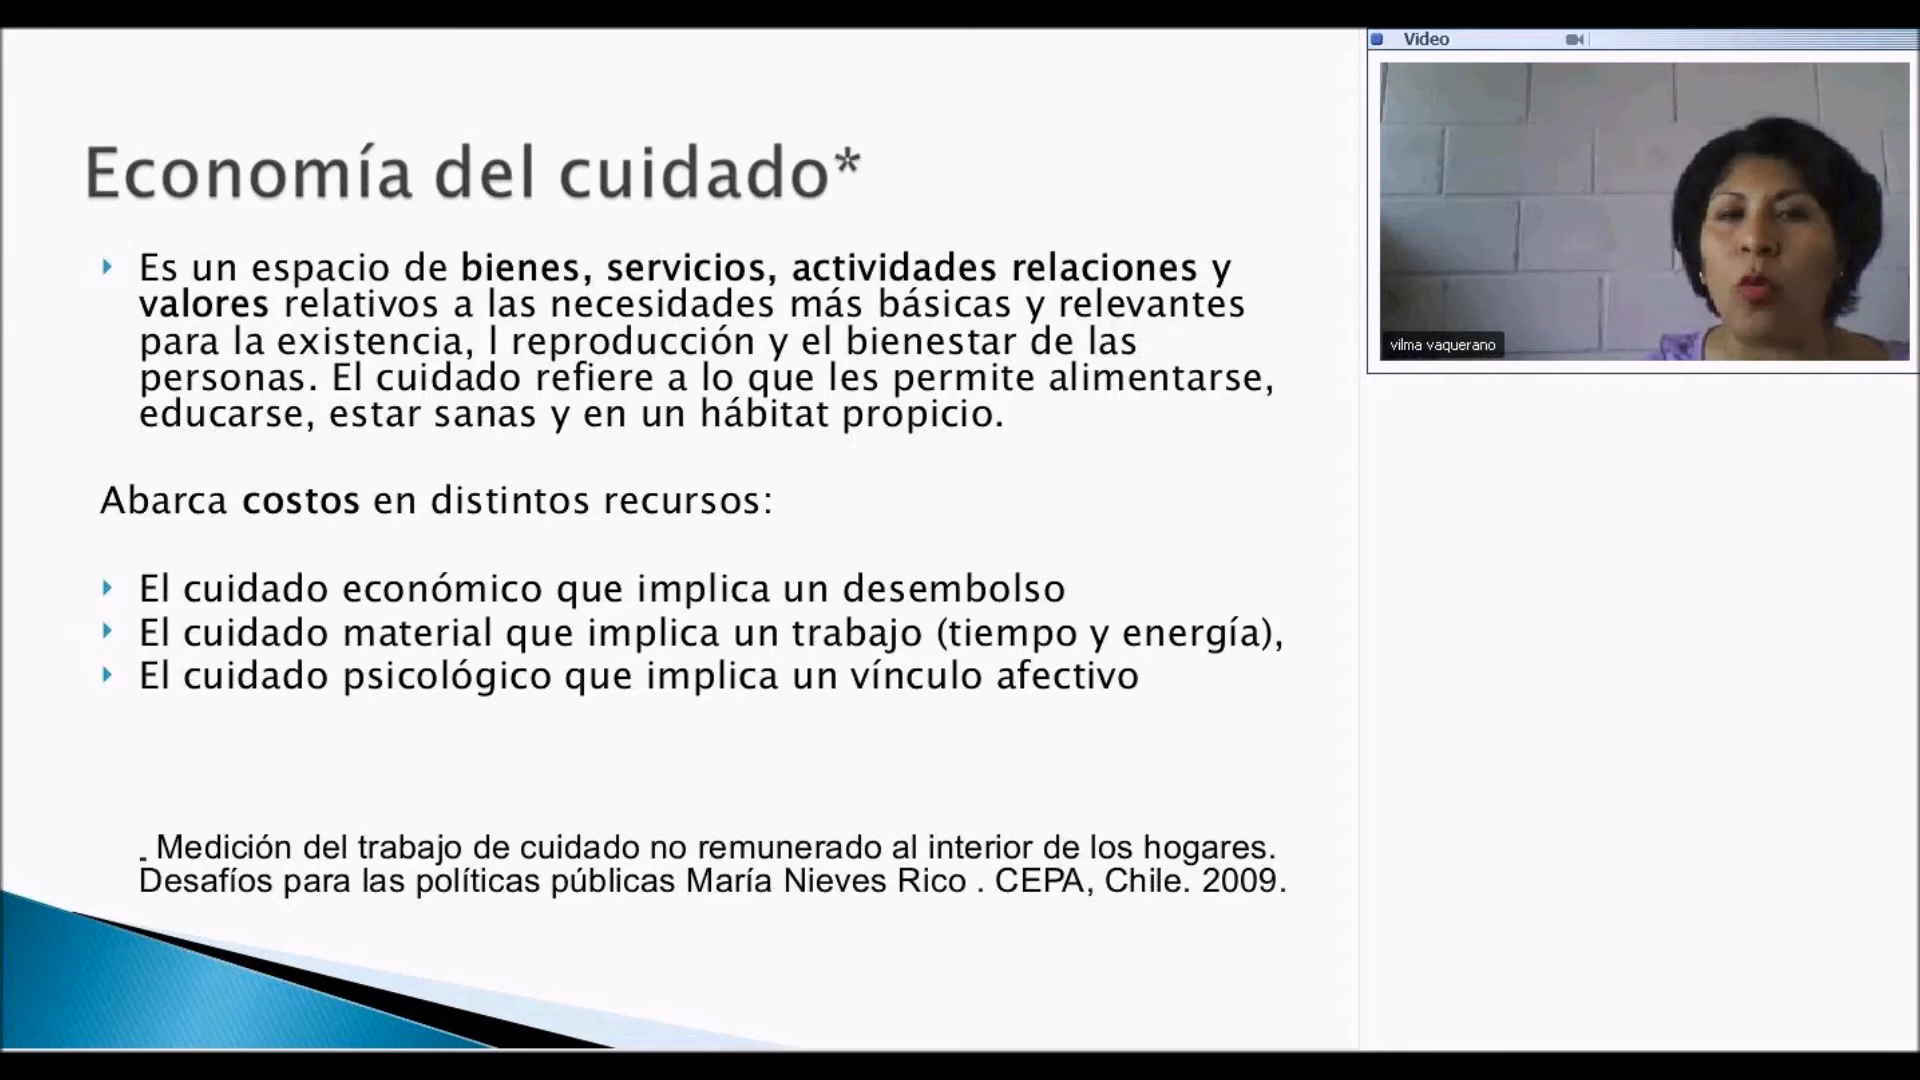 Economía del cuidado*
Es un espacio de bienes, servicios, actividades relaciones y
valores relativos a las necesidades más básicas y relevantes
para la existencia, l reproducción y el bienestar de las
personas. El cuidado refiere a lo que les permite alimentarse,
educarse, estar sanas y en un hábitat propicio.
Abarca costos en distintos recursos:
El cuidado económico que implica un desembolso
El cuidado material que implica un trabajo (tiempo y energía),
El cuidado psicológico que implica un vínculo afectivo
- Medición del trabajo de cuidado no remunerado al interior de los hogares.
Desafíos para las políticas públicas María Nieves Rico . CEPA, Chile. 2009.
Video
vilma vaquerano